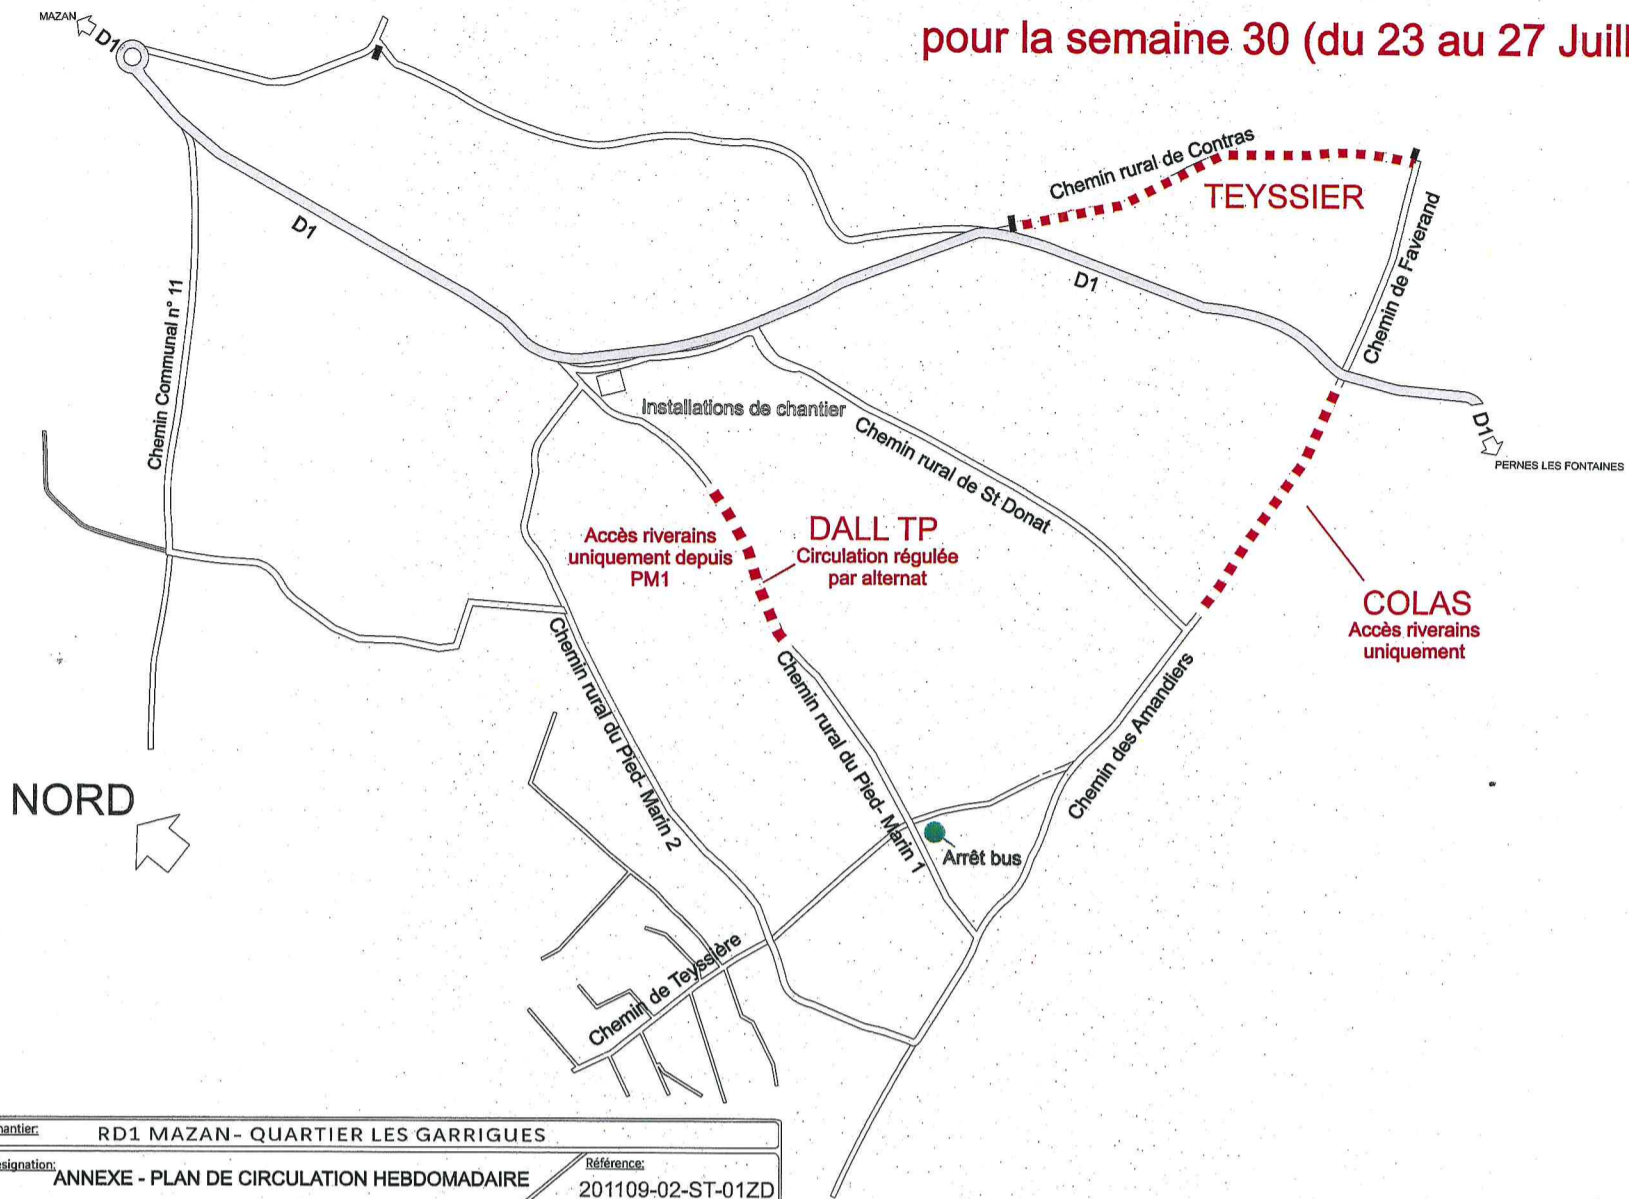 pour la semaine 30 (du 23 au 27 Juill
MAZAN
D1
Chemin rural de Contras
TEYSSIER
D1
D1
Chemin de Faverand
Chemin Communal n° 11
Installations de chantier
Chemin rural de St Donat
D1
PERNES LES FONTAINES
Accès riverains
uniquement depuis
PM1
DALL TP
Circulation régulée
par alternat
COLAS
Accès riverains
uniquement
Chemin rural du Pied- Marin 2
Chemin rural du Pied- Marin 1
Chemin des Amandiers
NORD
Arrêt bus
Chemin de Teyssière
hantier:
RD1 MAZAN- QUARTIER LES GARRIGUES
signation:
ANNEXE - PLAN DE CIRCULATION HEBDOMADAIRE
Référence:
201109-02-ST-01ZD